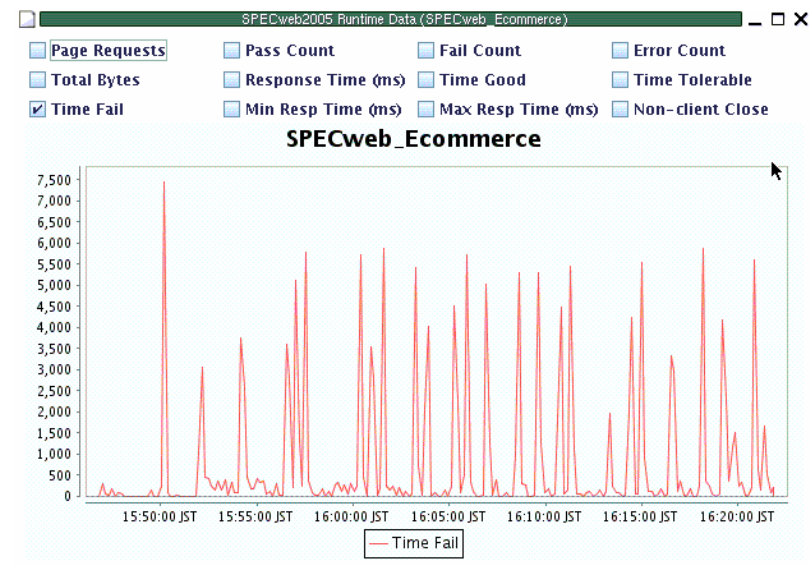 SPECweb2005 Runtime Data (SPECweb_Ecommerce)
Page Requests Pass Count Fail Count Error Count
Total Bytes Response Time (ms) Time Good Time Tolerable
Time Fail Min Resp Time (ms) Max Resp Time (ms) Non-client Close
SPECweb_Ecommerce
7,500
7,000
6,500
6,000
5,500
5,000
4,500
4,000
3,500
3,000
2,500
2,000
1,500
1,000
500
0
15:50:00 JST 15:55:00 JST 16:00:00 JST 16:05:00 JST 16:10:00 JST 16:15:00 JST 16:20:00 JST
Time Fail